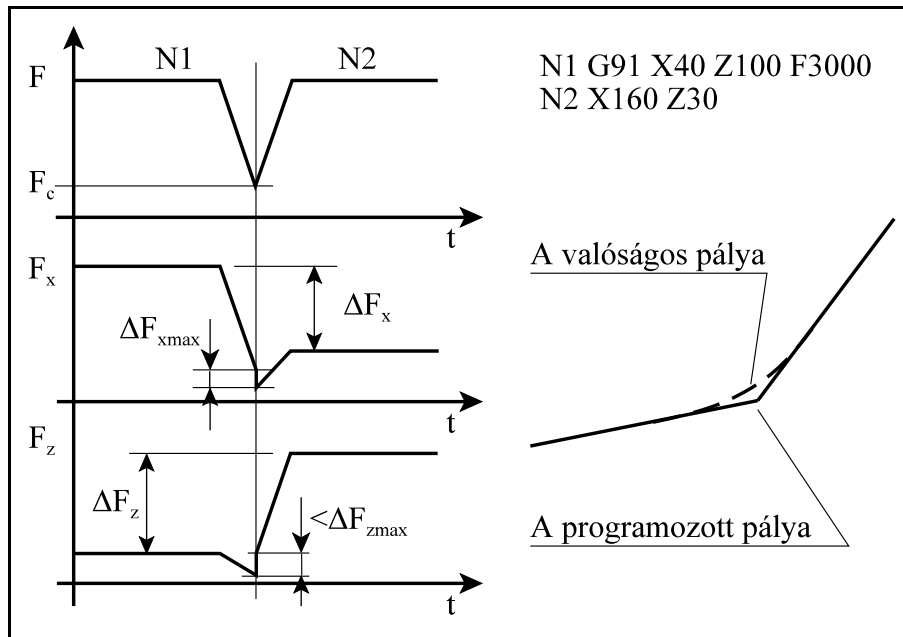 N1
N2
F
F_c
t
N1 G91 X40 Z100 F3000
N2 X160 Z30
F_x
ΔF_x
ΔF_xmax
t
A valóságos pálya
F_z
ΔF_z
<ΔF_zmax
t
A programozott pálya